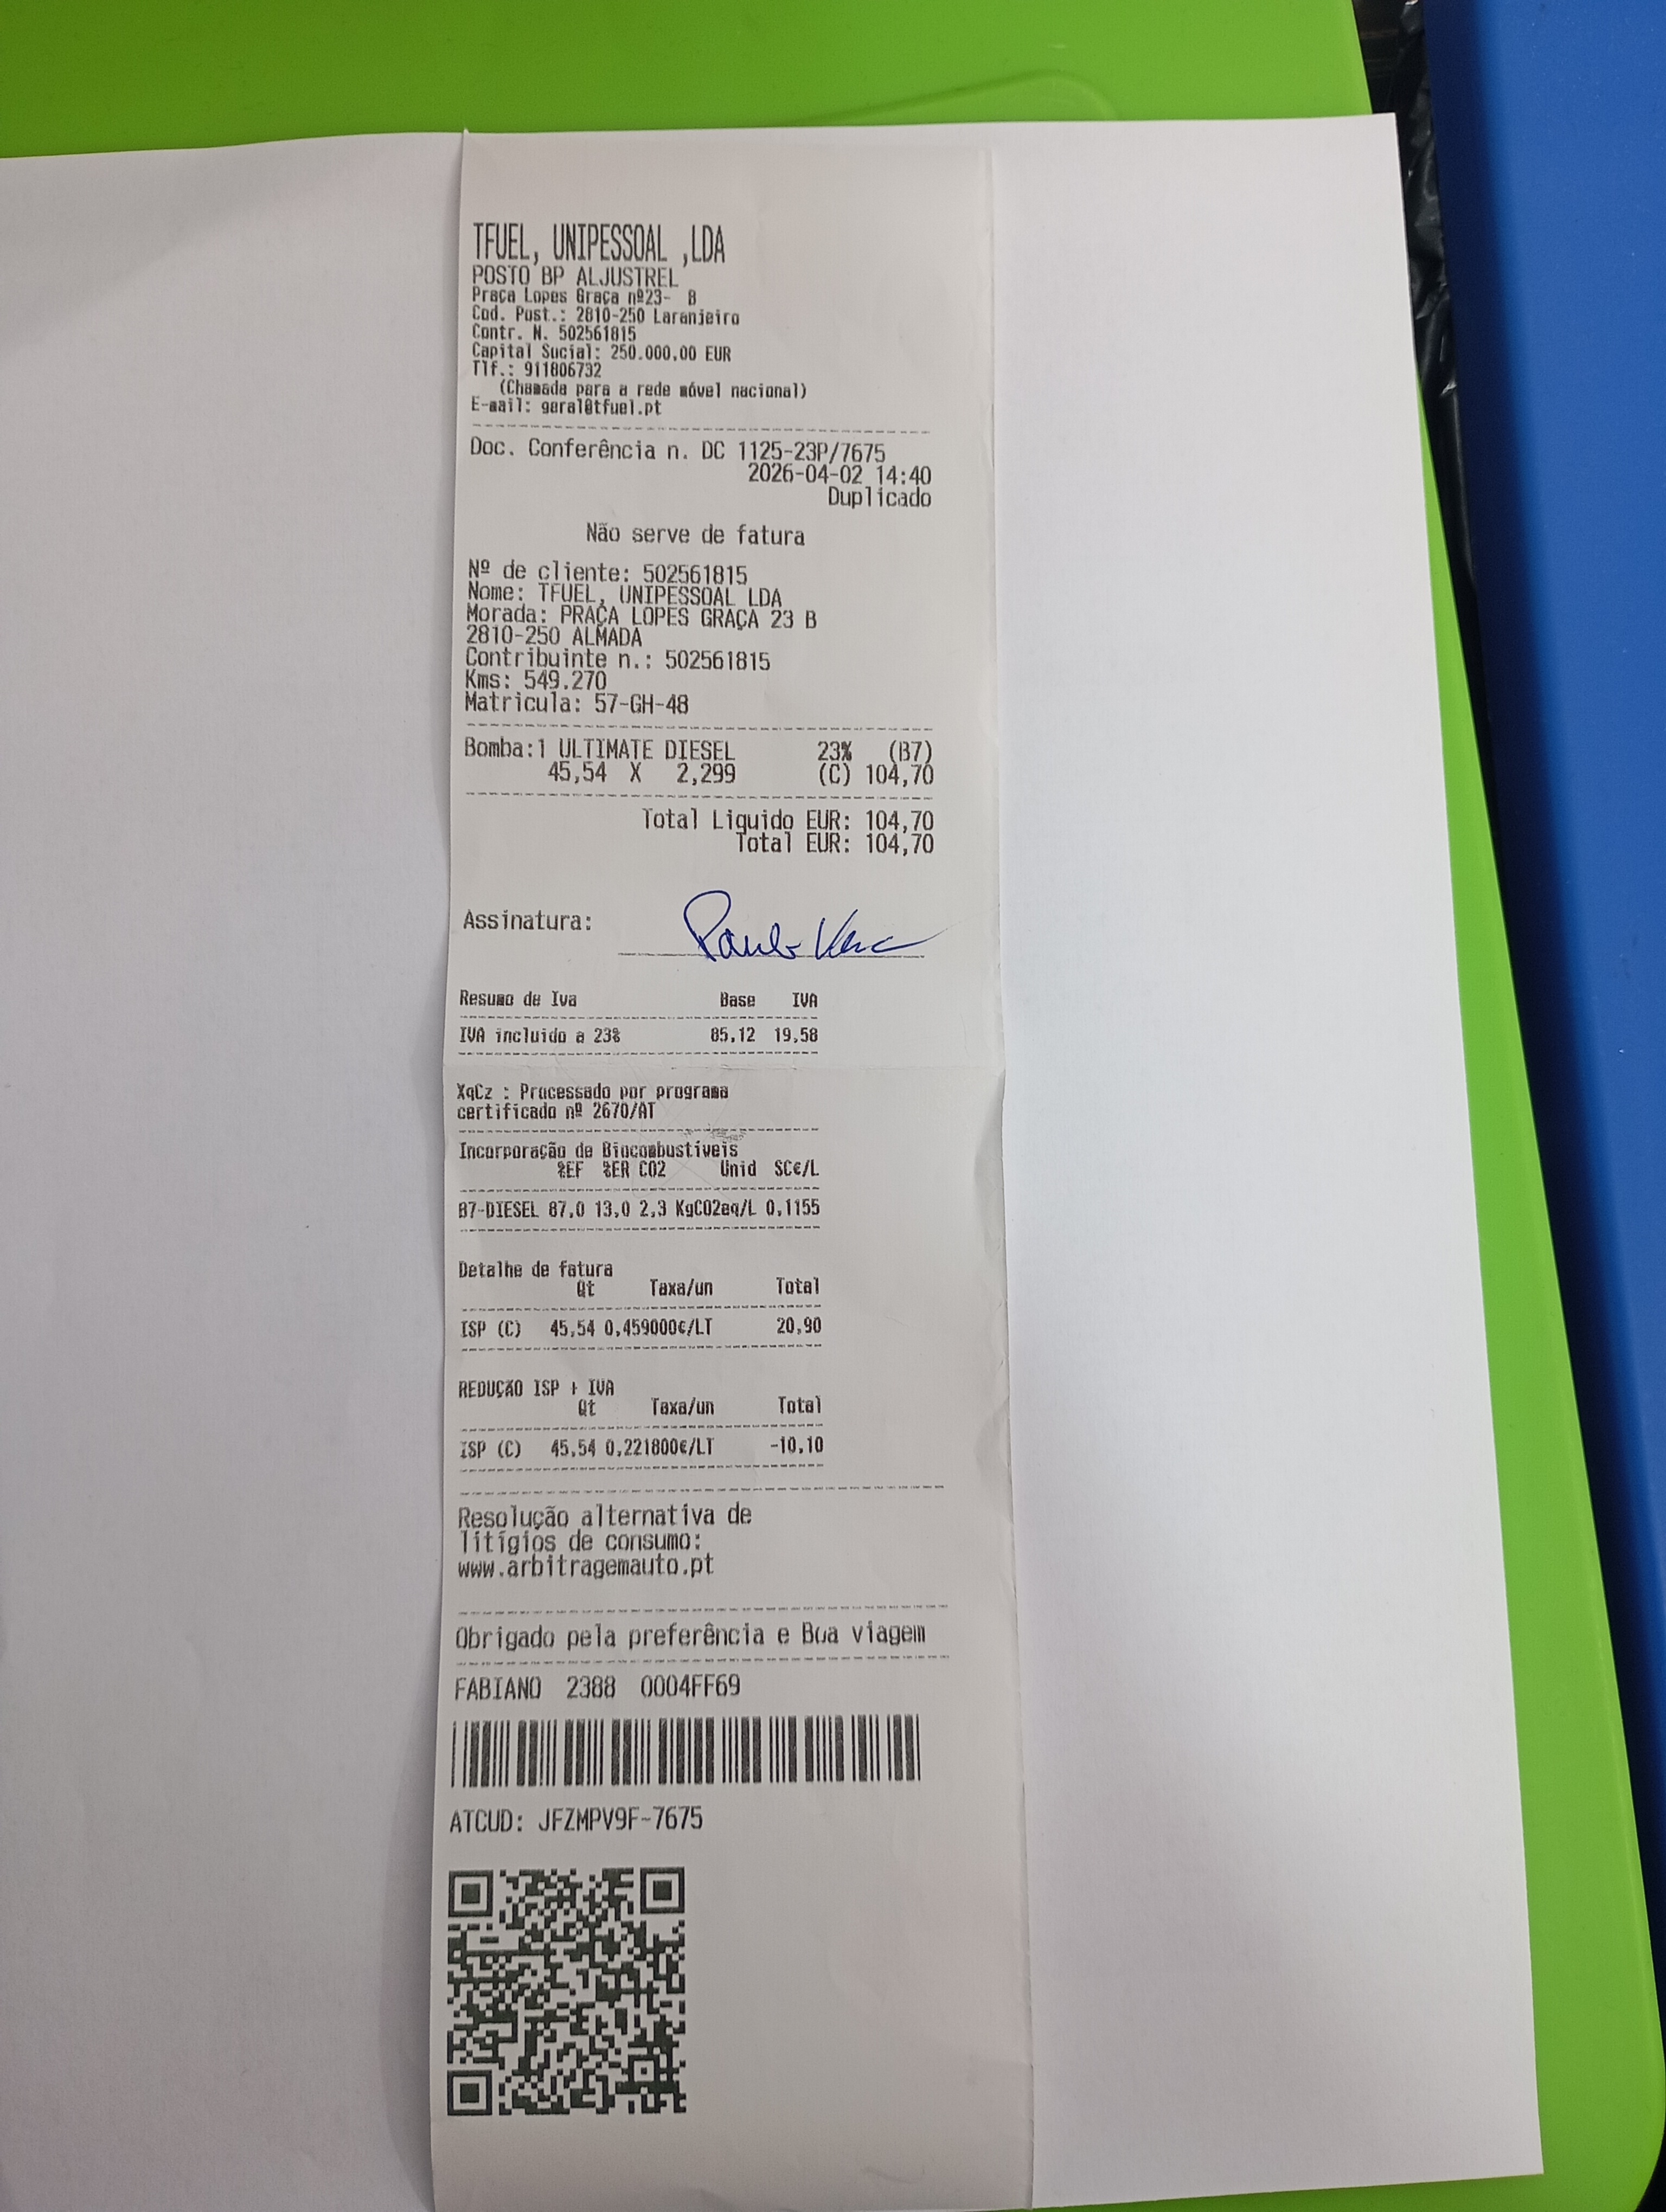 TFUEL, UNIPESSOAL ,LDA
POSTO BP ALJUSTREL
Praça Lopes Graça nº23- B
Cod. Post.: 2810-250 Laranjeiro
Contr. N. 502561815
Capital Social: 250.000,00 EUR
Tlf.: 911806732
(Chamada para a rede móvel nacional)
E-mail: geral@tfuel.pt
Doc. Conferência n. DC 1125-23P/7675
2026-04-02 14:40
Duplicado
Não serve de fatura
Nº de cliente: 502561815
Nome: TFUEL, UNIPESSOAL LDA
Morada: PRAÇA LOPES GRAÇA 23 B
2810-250 ALMADA
Contribuinte n.: 502561815
Kms: 549.270
Matricula: 57-GH-48
Bomba:1 ULTIMATE DIESEL 23% (B7)
45,54 X 2,299 (C) 104,70
Total Liquido EUR: 104,70
Total EUR: 104,70
Assinatura: Paulo
Resumo de Iva Base IVA
IVA incluido a 23% 85,12 19,58
XqCz : Processado por programa
certificado nº 2670/AT
Incorporação de Biocombustíveis
%EF %ER CO2 Unid SC€/L
B7-DIESEL 87,0 13,0 2,3 KgCO2eq/L 0,1155
Detalhe de fatura
Qt Taxa/un Total
ISP (C) 45,54 0,459000€/LT 20,90
REDUÇÃO ISP + IVA
Qt Taxa/un Total
ISP (C) 45,54 0,221800€/LT -10,10
Resolução alternativa de
litígios de consumo:
www.arbitragemauto.pt
Obrigado pela preferência e Boa viagem
FABIANO 2388 0004FF69
ATCUD: JFZMPV9F-7675